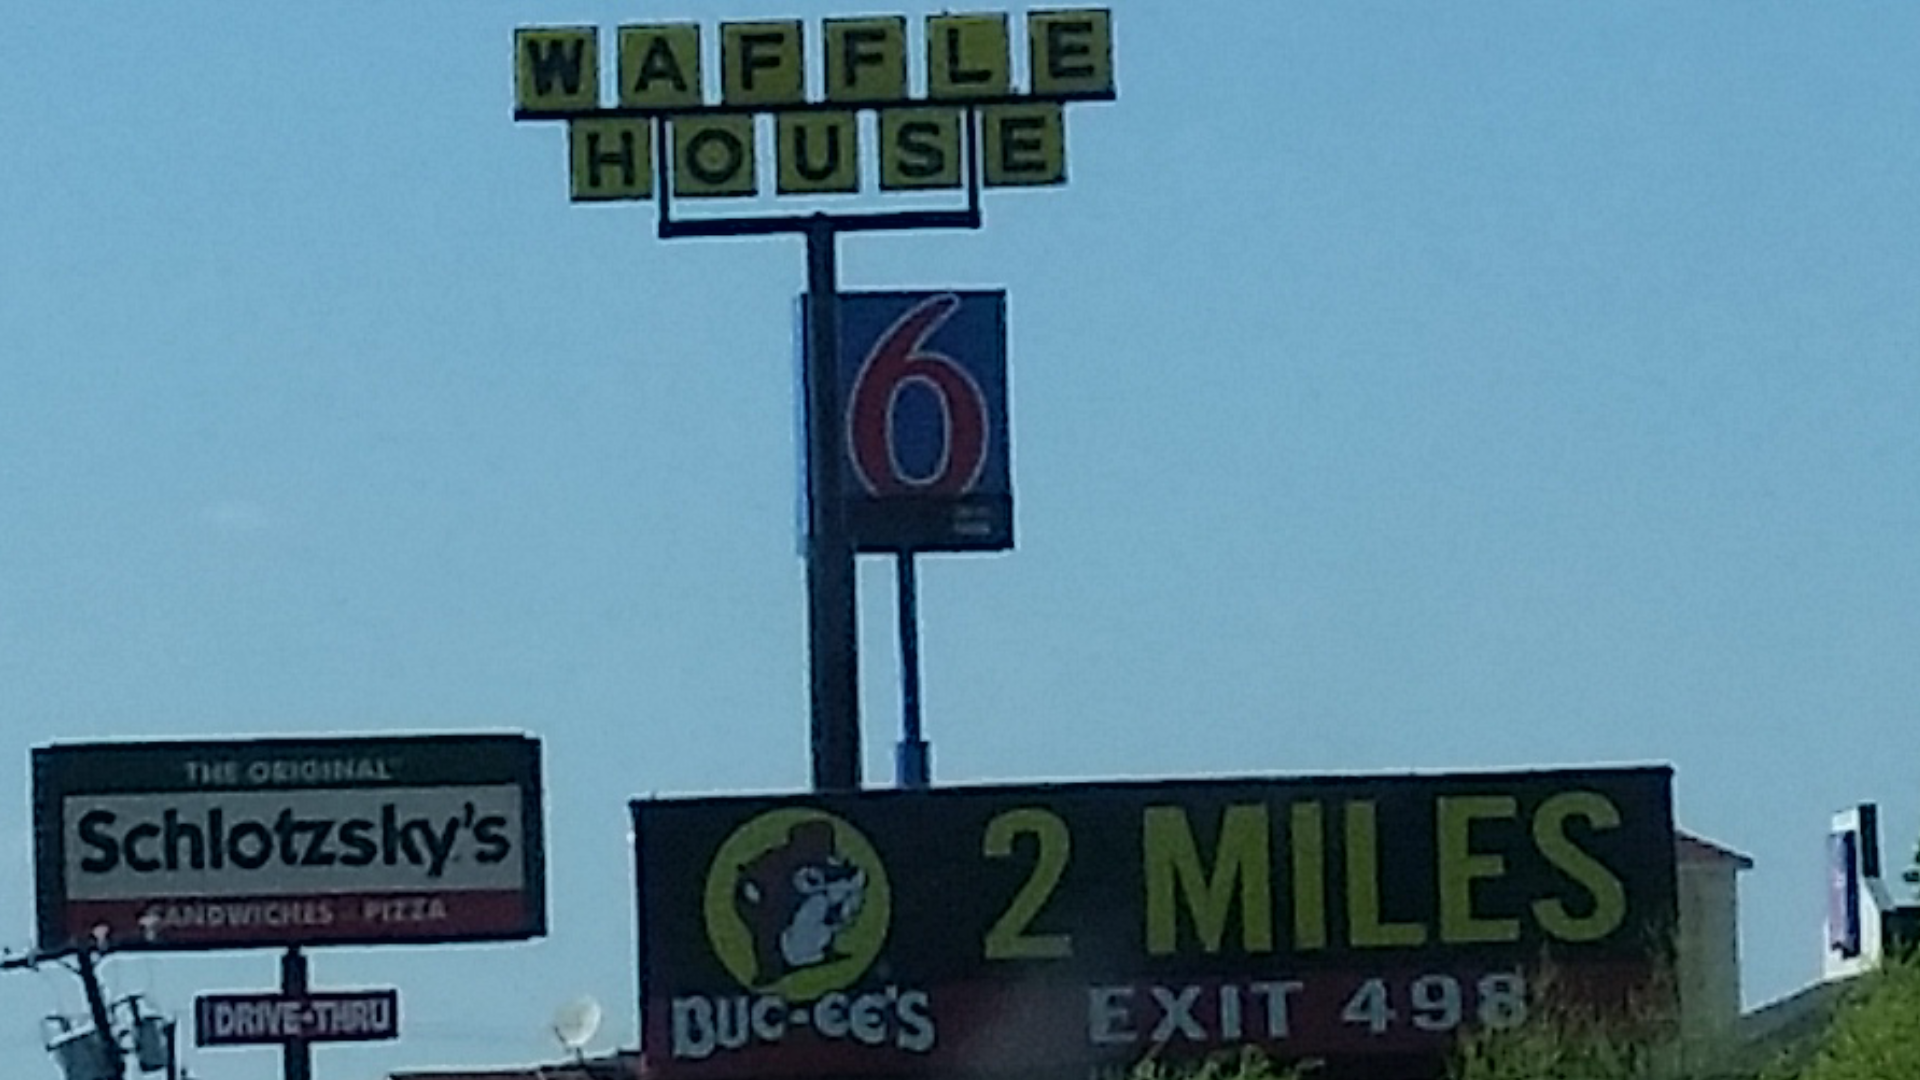 WAFFLE
HOUSE
6
THE ORIGINAL
Schlotzsky's
SANDWICHES PIZZA
DRIVE-THRU
2 MILES
BUC-EE'S
EXIT 498